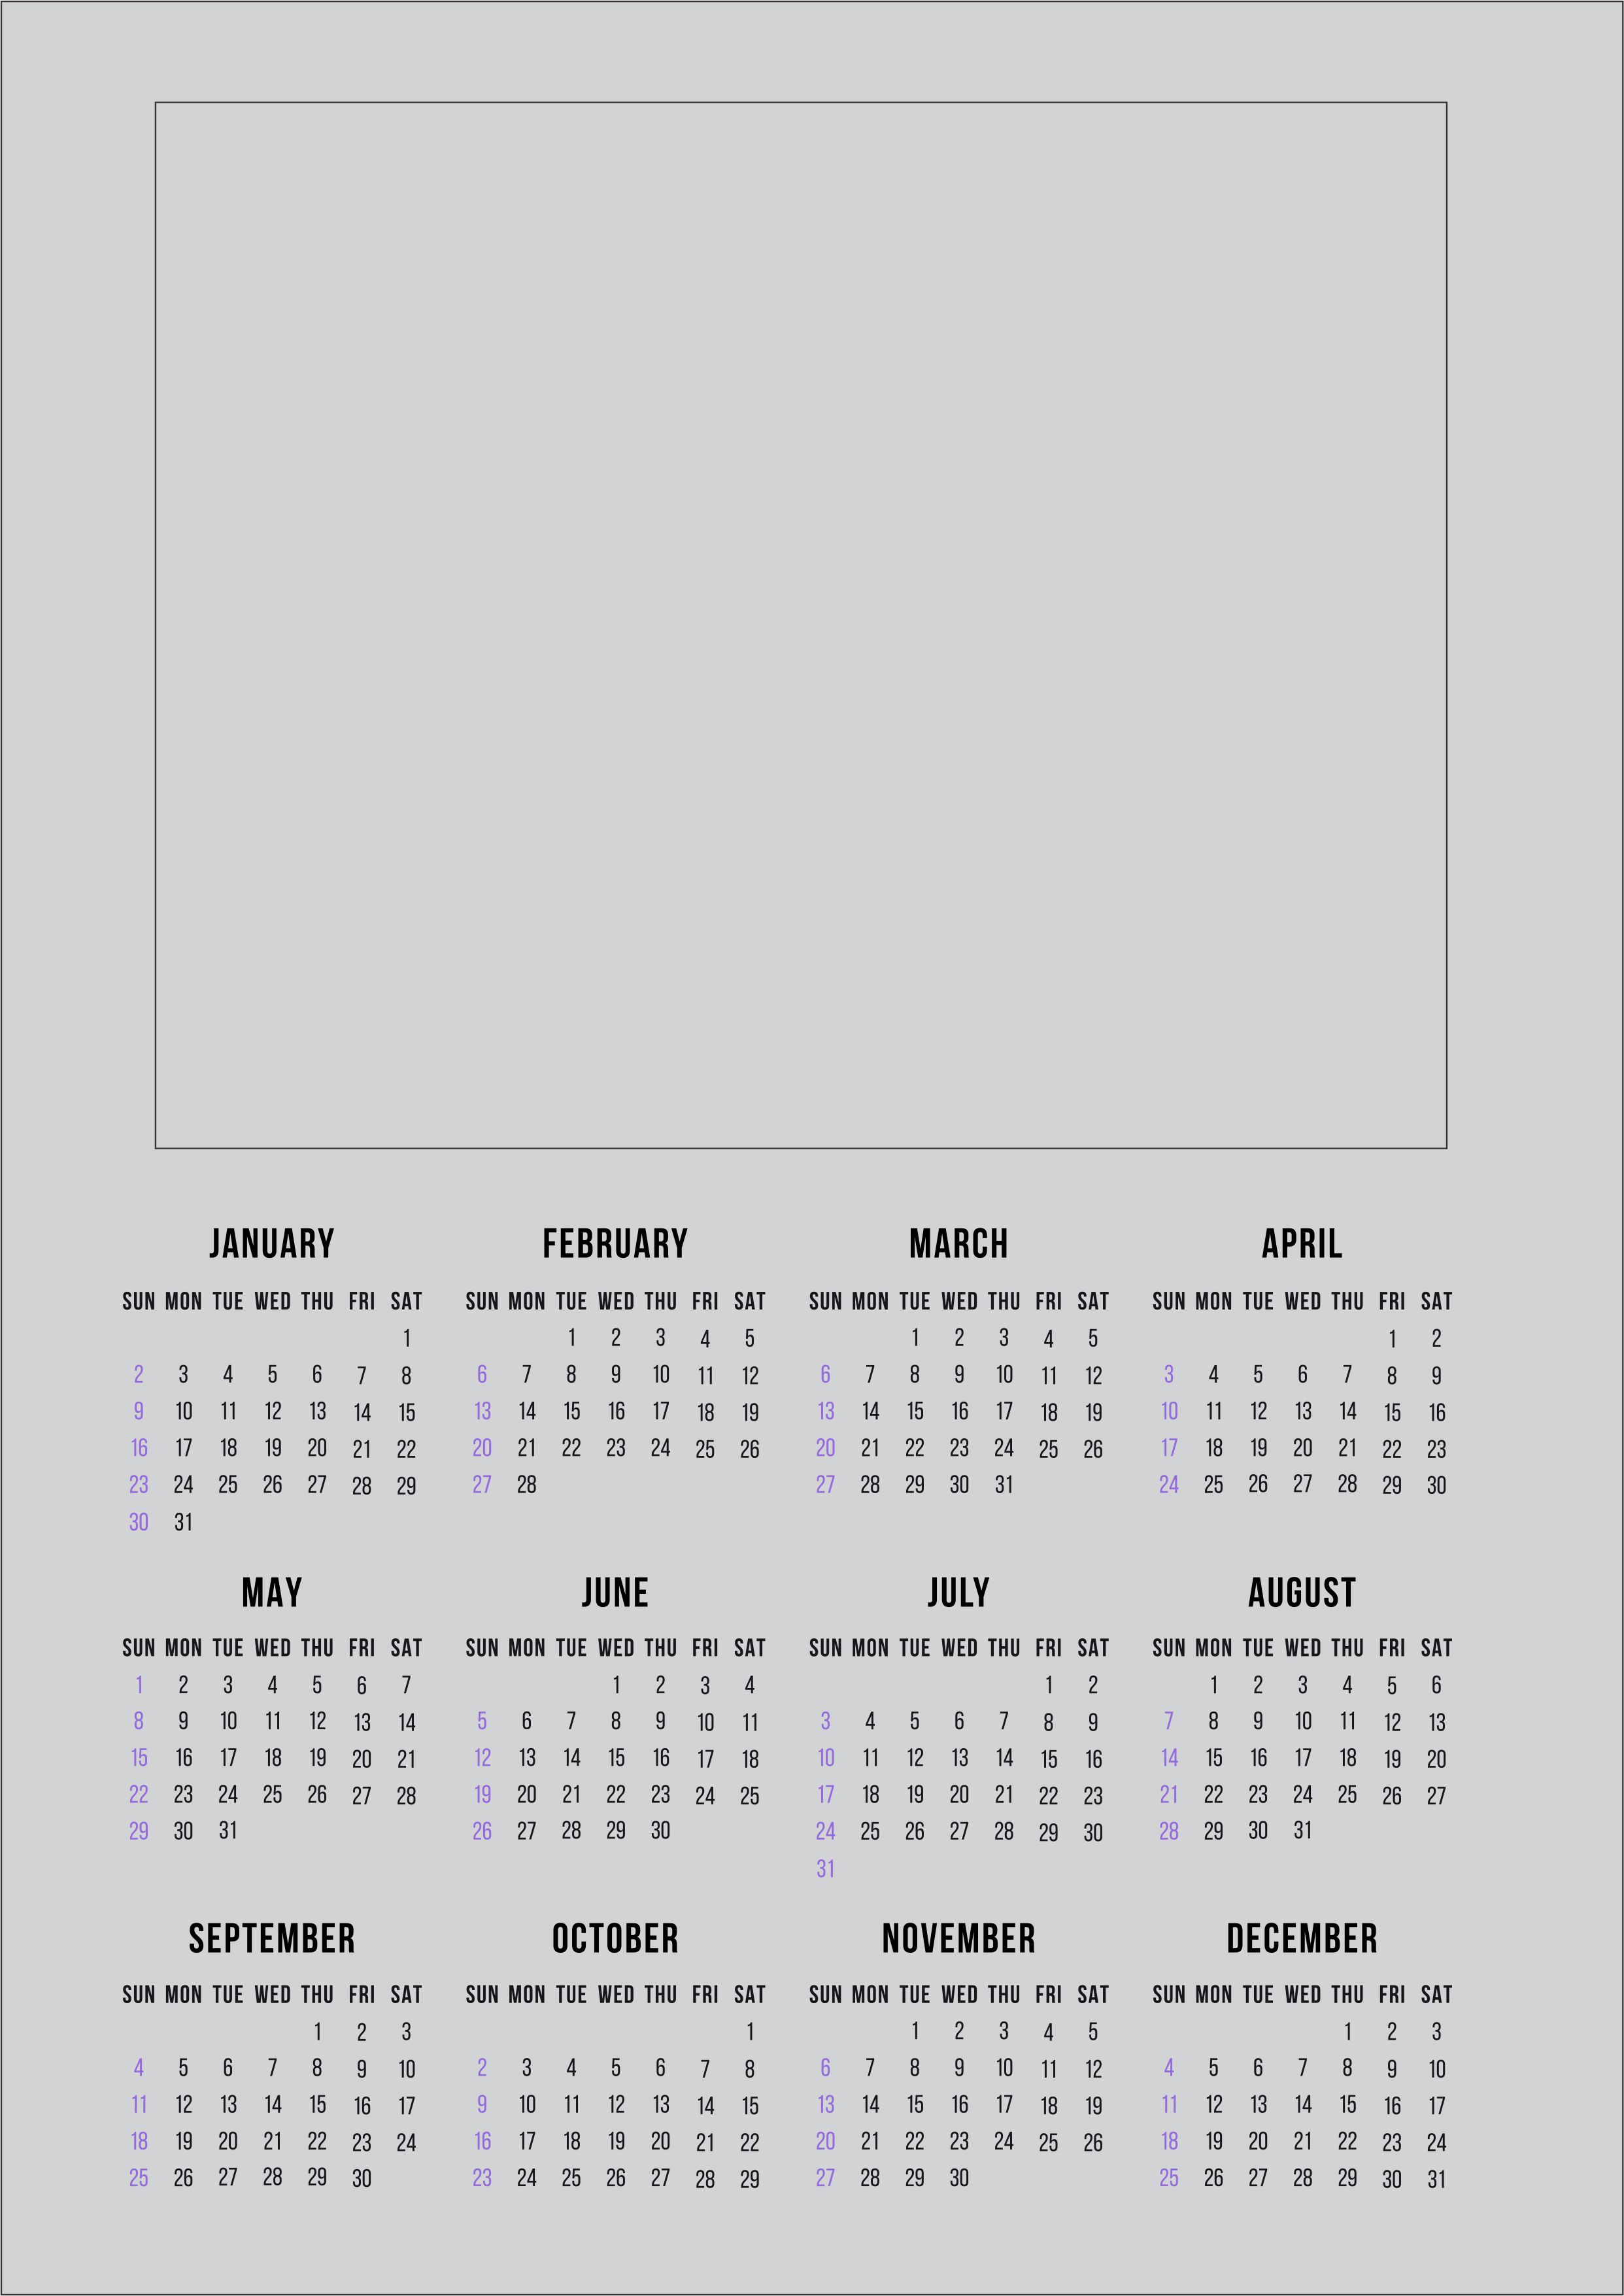 JANUARY FEBRUARY MARCH APRIL
SUN MON TUE WED THU FRI SAT SUN MON TUE WED THU FRI SAT SUN MON TUE WED THU FRI SAT SUN MON TUE WED THU FRI SAT
1 1 2 3 4 5 1 2 3 4 5 1 2
2 3 4 5 6 7 8 6 7 8 9 10 11 12 6 7 8 9 10 11 12 3 4 5 6 7 8 9
9 10 11 12 13 14 15 13 14 15 16 17 18 19 13 14 15 16 17 18 19 10 11 12 13 14 15 16
16 17 18 19 20 21 22 20 21 22 23 24 25 26 20 21 22 23 24 25 26 17 18 19 20 21 22 23
23 24 25 26 27 28 29 27 28 27 28 29 30 31 24 25 26 27 28 29 30
30 31
MAY JUNE JULY AUGUST
SUN MON TUE WED THU FRI SAT SUN MON TUE WED THU FRI SAT SUN MON TUE WED THU FRI SAT SUN MON TUE WED THU FRI SAT
1 2 3 4 5 6 7 1 2 3 4 1 2 1 2 3 4 5 6
8 9 10 11 12 13 14 5 6 7 8 9 10 11 3 4 5 6 7 8 9 7 8 9 10 11 12 13
15 16 17 18 19 20 21 12 13 14 15 16 17 18 10 11 12 13 14 15 16 14 15 16 17 18 19 20
22 23 24 25 26 27 28 19 20 21 22 23 24 25 17 18 19 20 21 22 23 21 22 23 24 25 26 27
29 30 31 26 27 28 29 30 24 25 26 27 28 29 30 28 29 30 31
31
SEPTEMBER OCTOBER NOVEMBER DECEMBER
SUN MON TUE WED THU FRI SAT SUN MON TUE WED THU FRI SAT SUN MON TUE WED THU FRI SAT SUN MON TUE WED THU FRI SAT
1 2 3 1 1 2 3 4 5 1 2 3
4 5 6 7 8 9 10 2 3 4 5 6 7 8 6 7 8 9 10 11 12 4 5 6 7 8 9 10
11 12 13 14 15 16 17 9 10 11 12 13 14 15 13 14 15 16 17 18 19 11 12 13 14 15 16 17
18 19 20 21 22 23 24 16 17 18 19 20 21 22 20 21 22 23 24 25 26 18 19 20 21 22 23 24
25 26 27 28 29 30 23 24 25 26 27 28 29 27 28 29 30 25 26 27 28 29 30 31